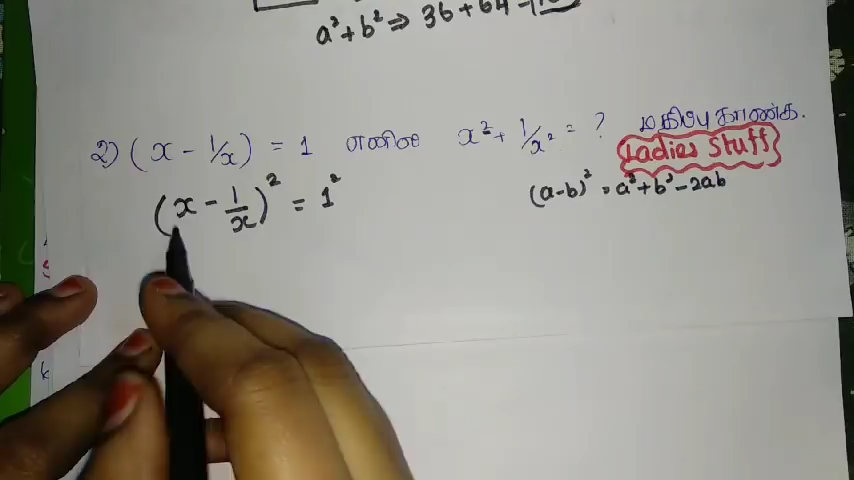 a² + b² ⇒ 36 + 64
2) (x - 1/x) = 1 எனில் x² + 1/x² = ? மதிப்பு காண்க.
Ladies Stuff
(x - 1/x)² = 1²
(a-b)² = a² + b² - 2ab